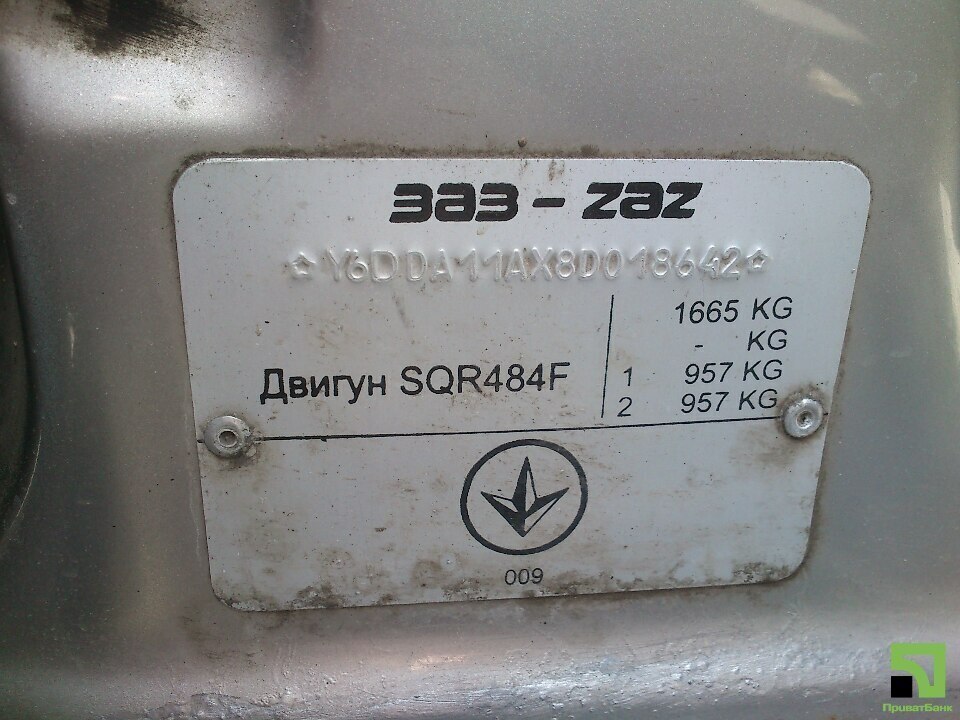 ЗАЗ - ZAZ
Y6DDA11AX8D018642
1665 KG
- KG
Двигун SQR484F
1 957 KG
2 957 KG
009
ПриватБанк